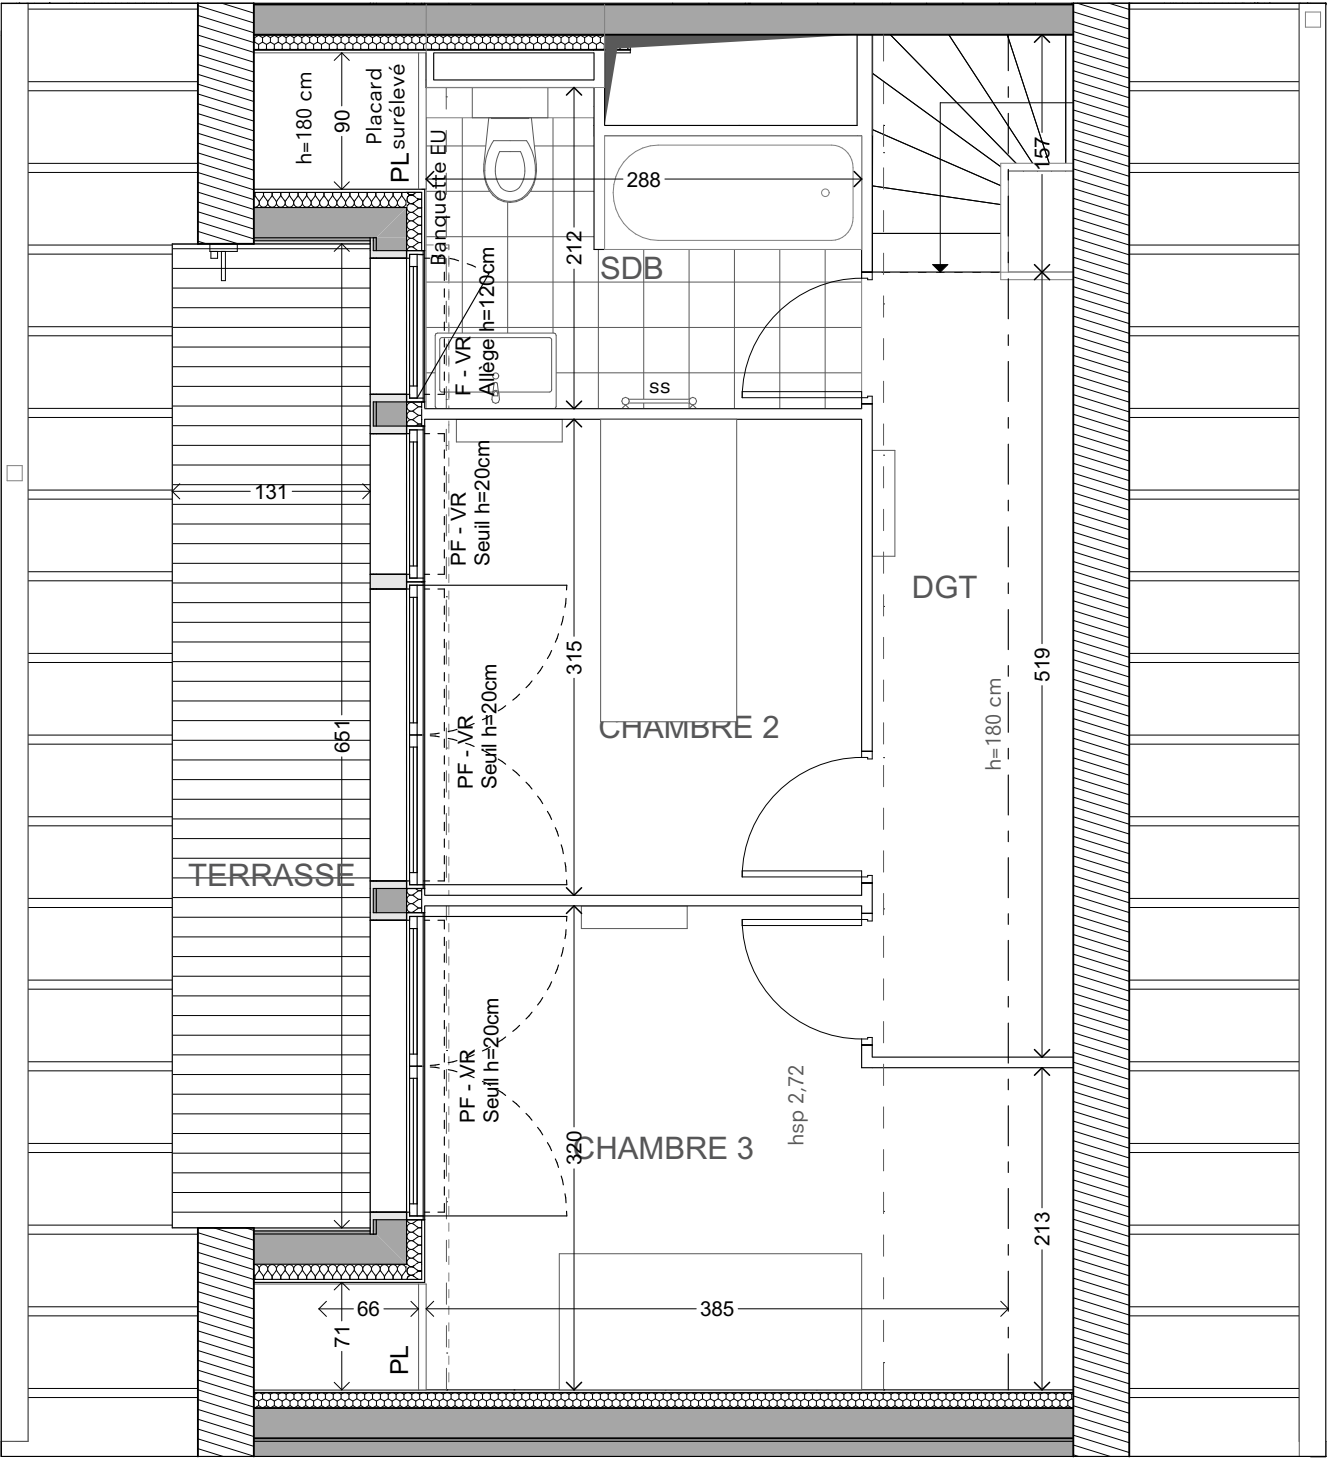 h=180 cm
90
Placard
surélevé
PL
Banquette EU
288
157
212
SDB
F - VR
Allège h=120cm
ss
131
PF - VR
Seuil h=20cm
DGT
315
519
651
PF - VR
Seuil h=20cm
CHAMBRE 2
h=180 cm
TERRASSE
PF - VR
Seuil h=20cm
hsp 2,72
320
CHAMBRE 3
213
66
385
71
PL